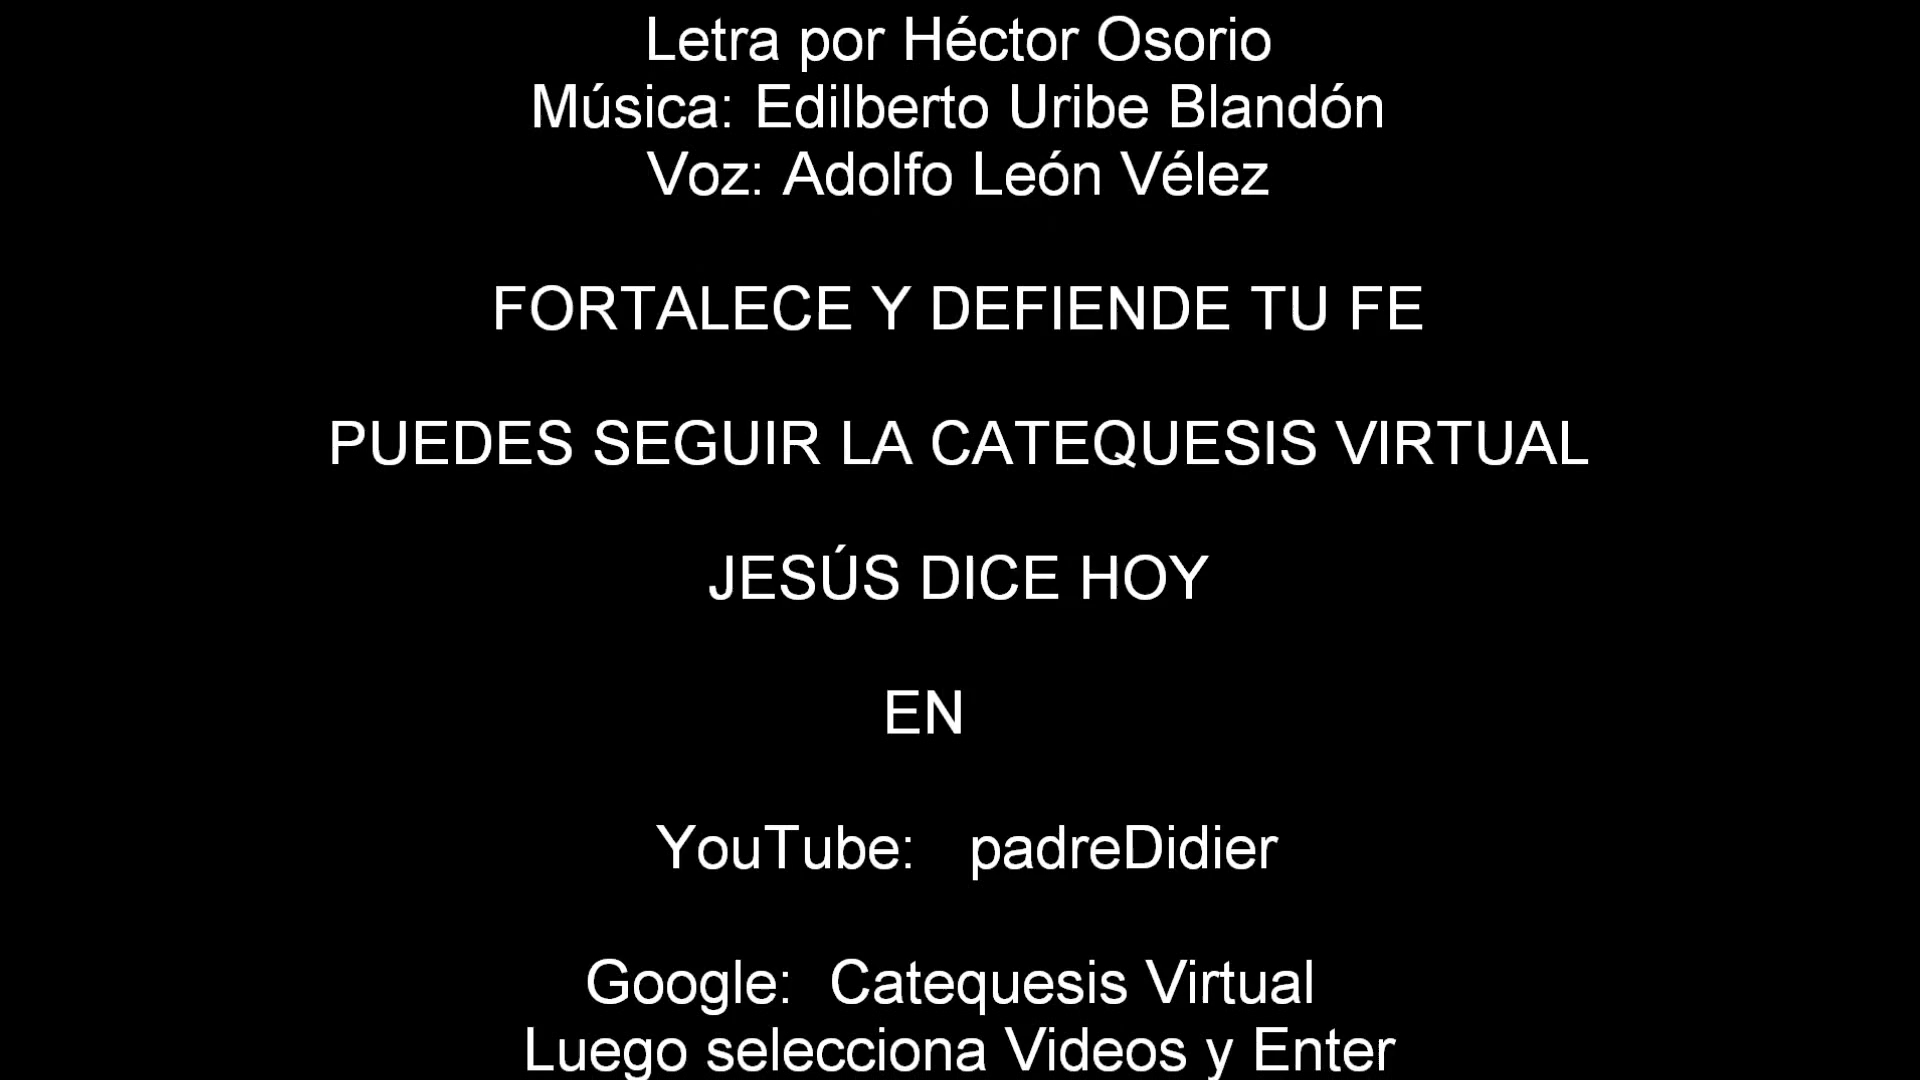 Letra por Héctor Osorio
Música: Edilberto Uribe Blandón
Voz: Adolfo León Vélez
FORTALECE Y DEFIENDE TU FE
PUEDES SEGUIR LA CATEQUESIS VIRTUAL
JESÚS DICE HOY
EN
YouTube: padreDidier
Google: Catequesis Virtual
Luego selecciona Videos y Enter